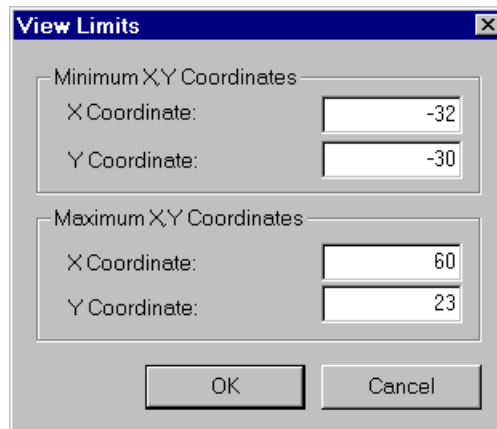 View Limits
Minimum X,Y Coordinates
X Coordinate: -32
Y Coordinate: -30
Maximum X,Y Coordinates
X Coordinate: 60
Y Coordinate: 23
OK Cancel